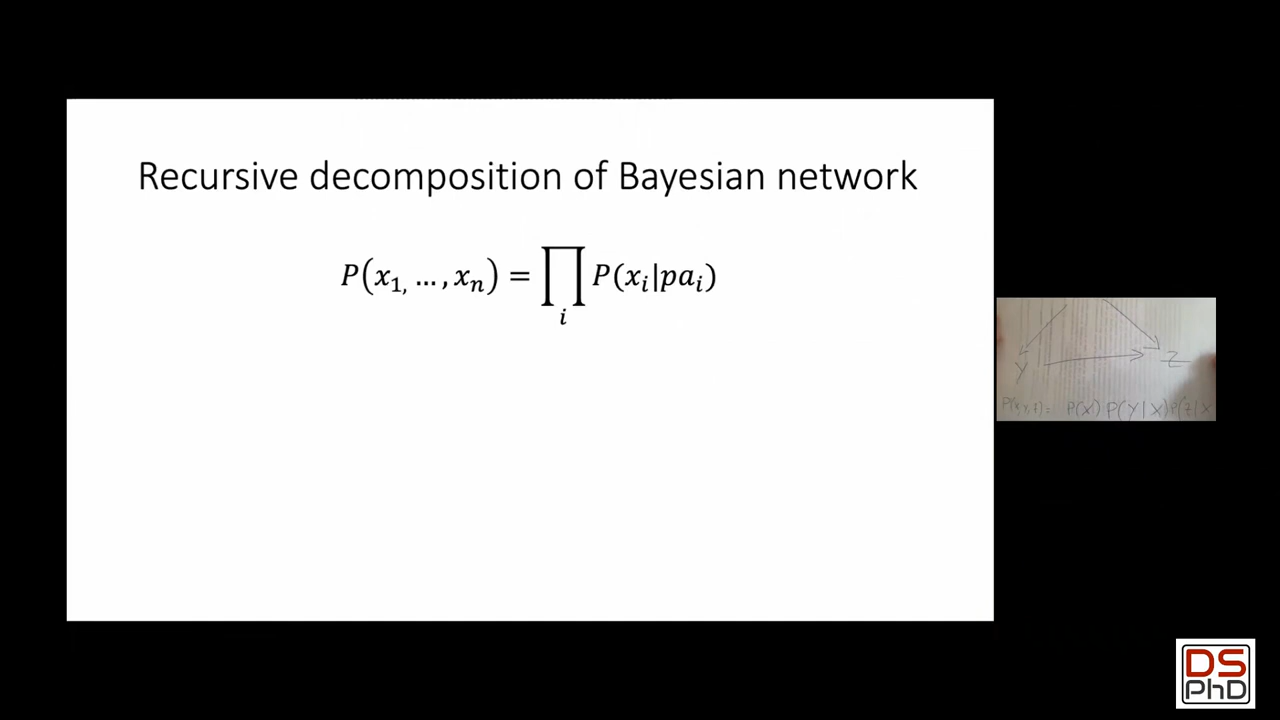 Recursive decomposition of Bayesian network
P(x₁, …, xₙ) = ∏ᵢ P(xᵢ|paᵢ)
Y Z
P(X) P(Y|X) P(Z|X
DS
PhD